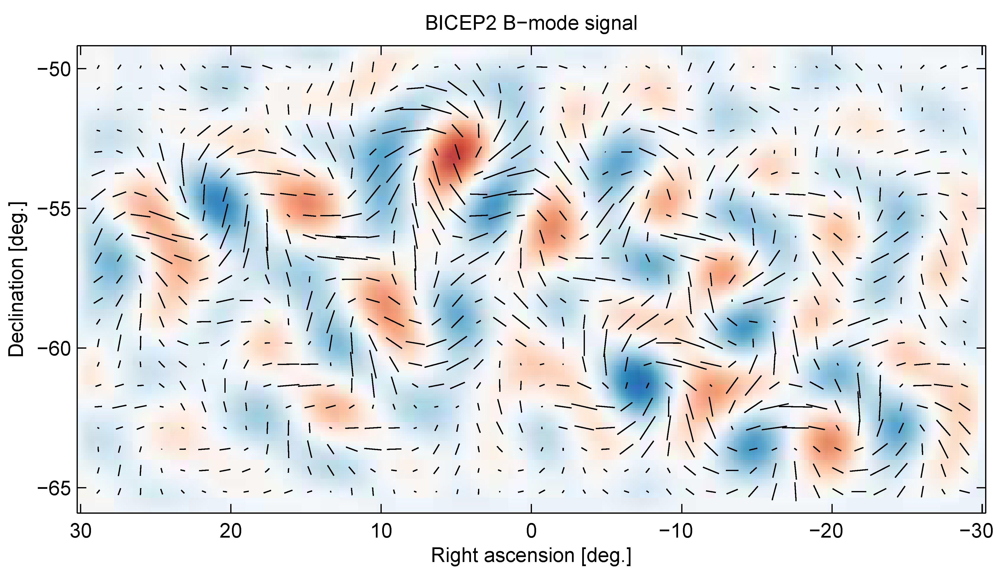 BICEP2 B−mode signal
−50
−55
−60
−65
Declination [deg.]
30 20 10 0 −10 −20 −30
Right ascension [deg.]